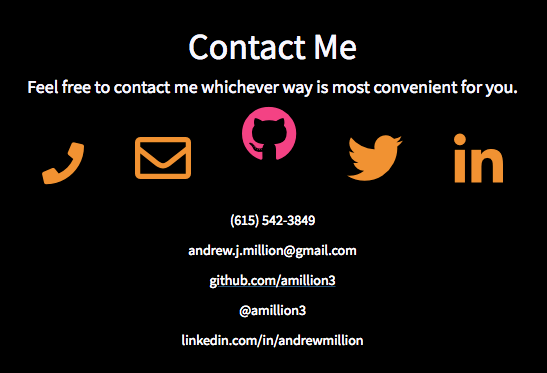 Contact Me
Feel free to contact me whichever way is most convenient for you.
in
(615) 542-3849
andrew.j.million@gmail.com
github.com/amillion3
@amillion3
linkedin.com/in/andrewmillion